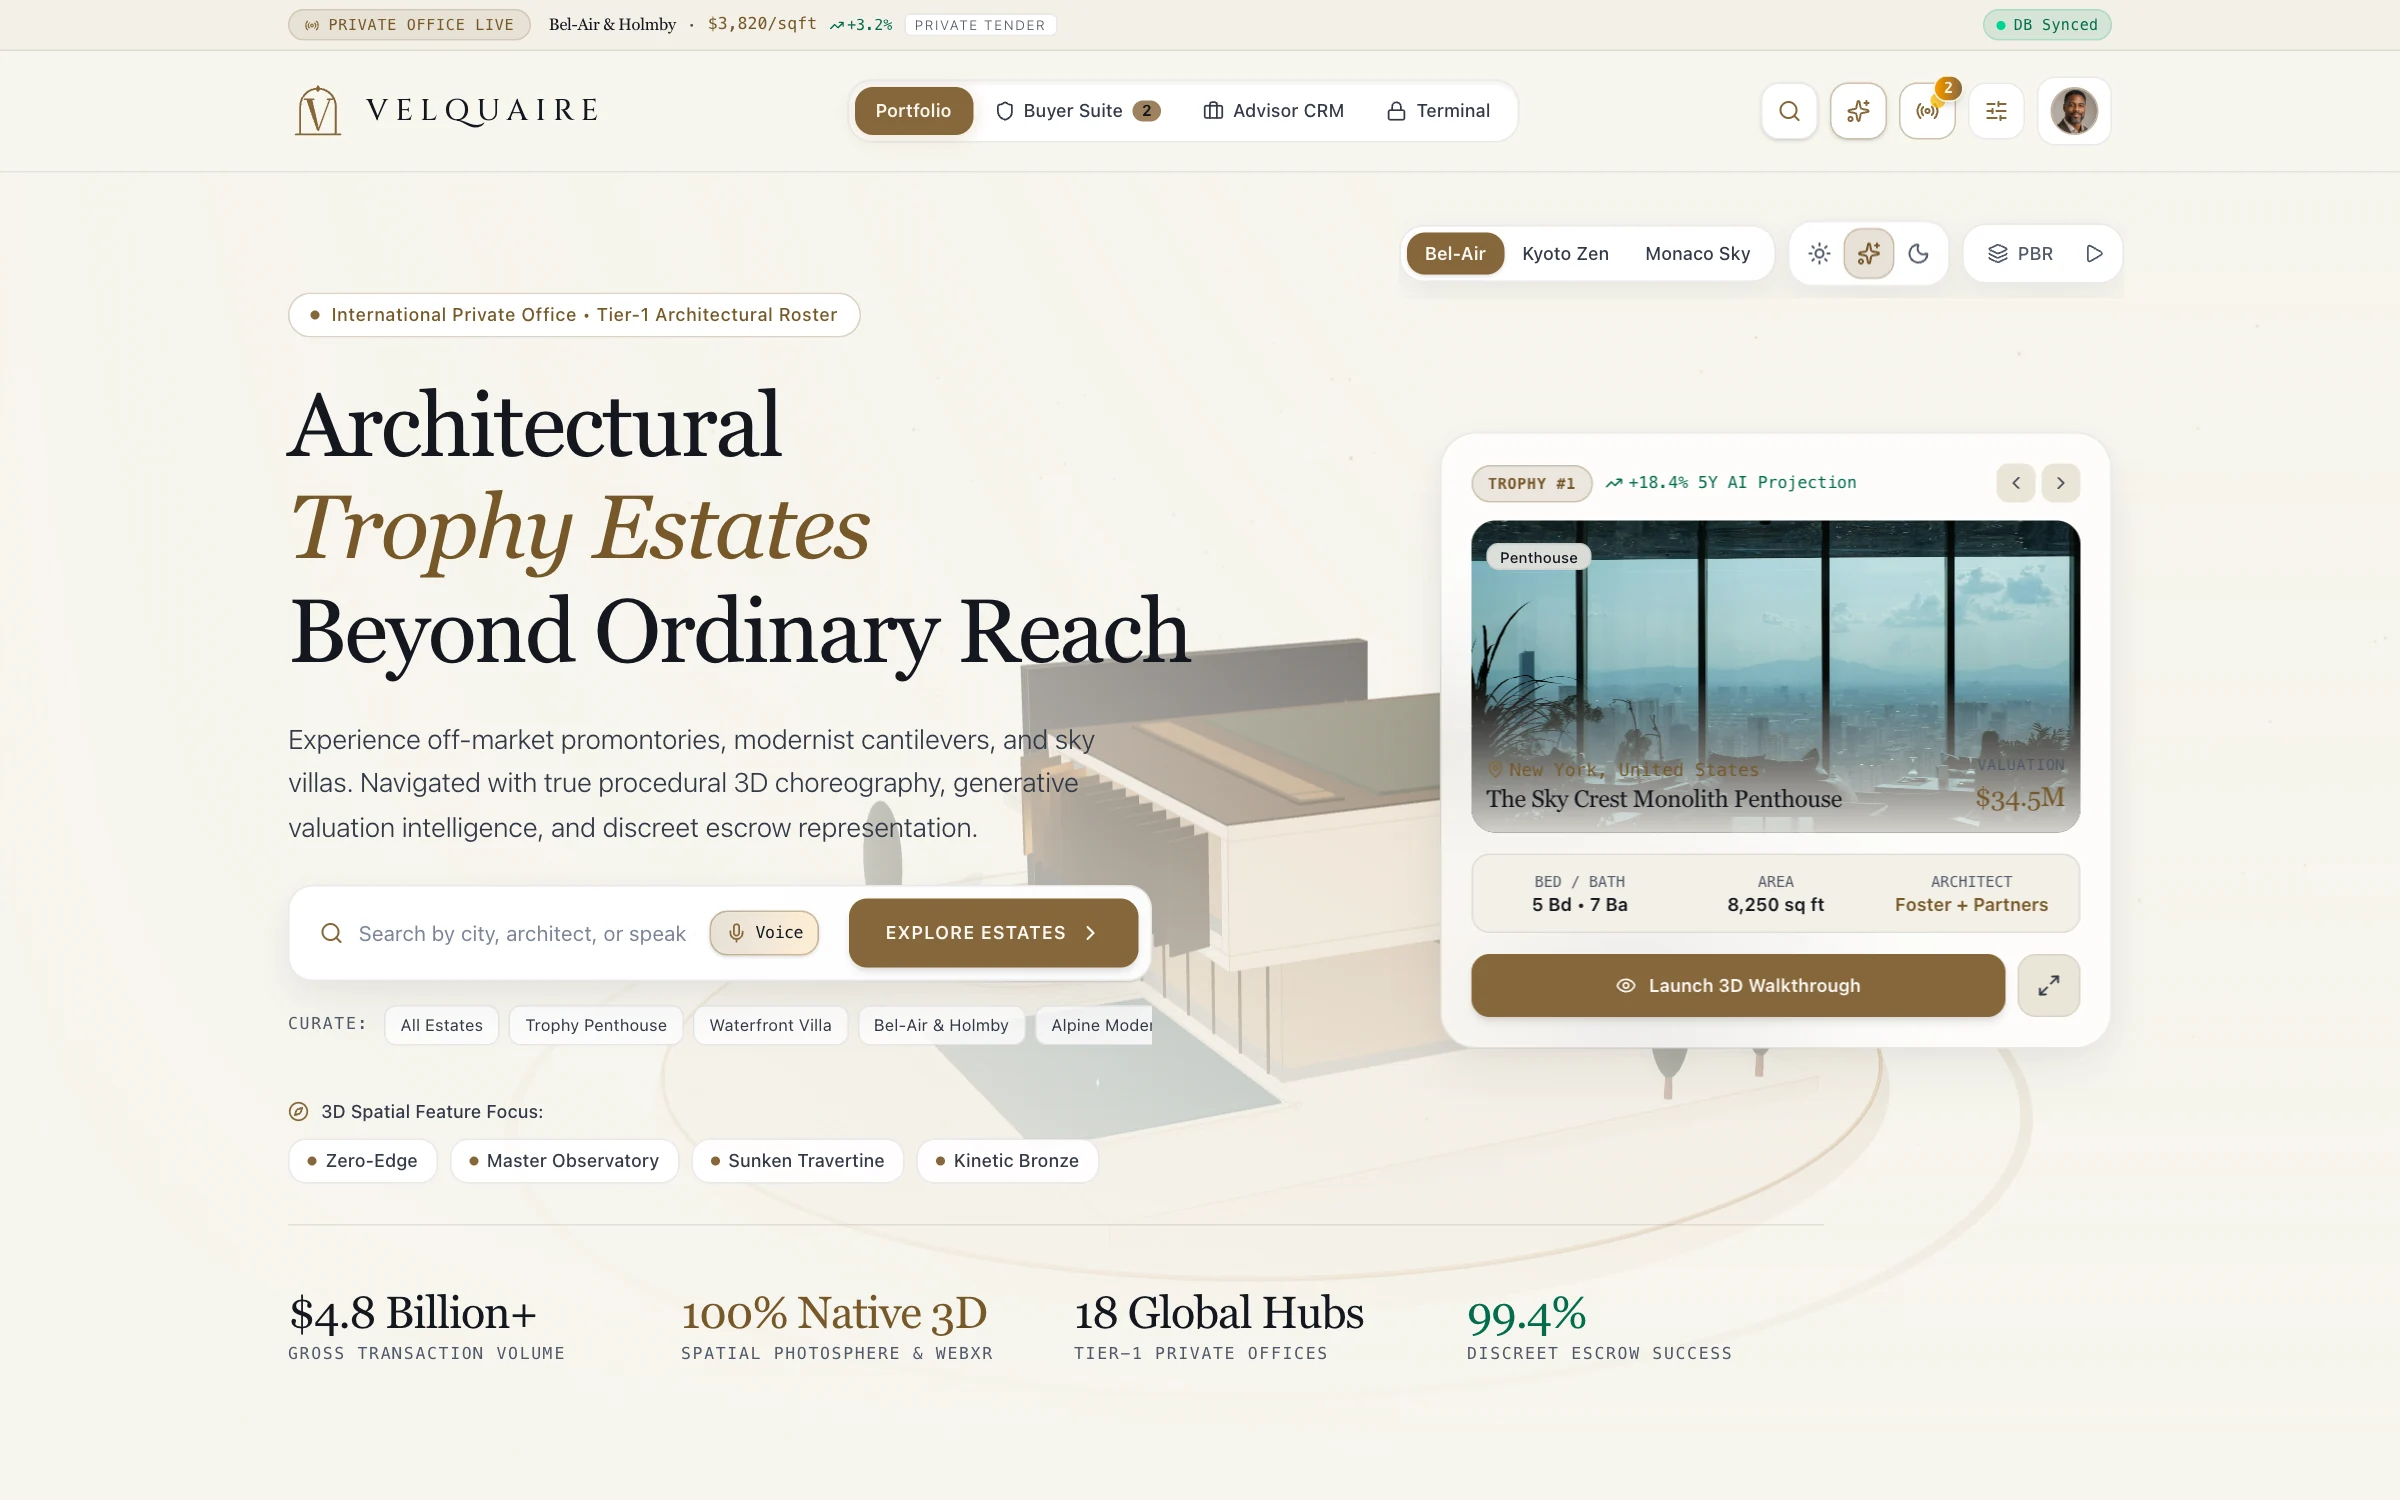 PRIVATE OFFICE LIVE Bel-Air & Holmby · $3,820/sqft +3.2% PRIVATE TENDER DB Synced
V VELQUAIRE Portfolio Buyer Suite 2 Advisor CRM Terminal 2
Bel-Air Kyoto Zen Monaco Sky PBR
International Private Office • Tier-1 Architectural Roster
Architectural
Trophy Estates
Beyond Ordinary Reach
Experience off-market promontories, modernist cantilevers, and sky
villas. Navigated with true procedural 3D choreography, generative
valuation intelligence, and discreet escrow representation.
Search by city, architect, or speak Voice EXPLORE ESTATES
CURATE: All Estates Trophy Penthouse Waterfront Villa Bel-Air & Holmby Alpine Moder
3D Spatial Feature Focus:
Zero-Edge Master Observatory Sunken Travertine Kinetic Bronze
TROPHY #1 +18.4% 5Y AI Projection
Penthouse
New York, United States VALUATION
The Sky Crest Monolith Penthouse $34.5M
BED / BATH AREA ARCHITECT
5 Bd • 7 Ba 8,250 sq ft Foster + Partners
Launch 3D Walkthrough
$4.8 Billion+ 100% Native 3D 18 Global Hubs 99.4%
GROSS TRANSACTION VOLUME SPATIAL PHOTOSPHERE & WEBXR TIER-1 PRIVATE OFFICES DISCREET ESCROW SUCCESS